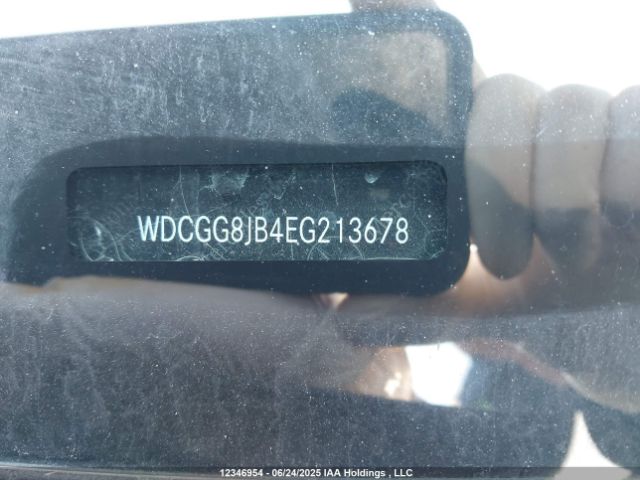 WDCGG8JB4EG213678
12346954 • 06/24/2025 IAA Holdings , LLC